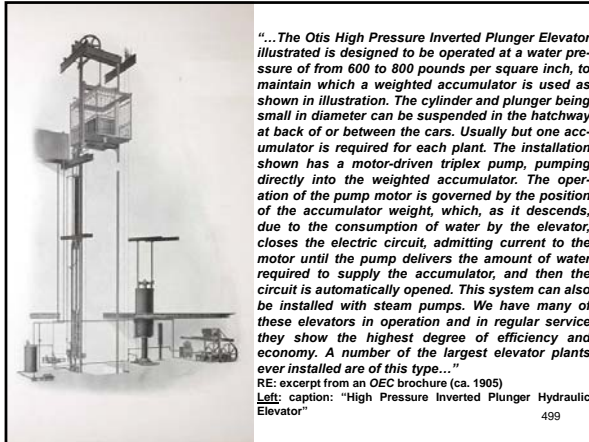 “…The Otis High Pressure Inverted Plunger Elevator
illustrated is designed to be operated at a water pre-
ssure of from 600 to 800 pounds per square inch, to
maintain which a weighted accumulator is used as
shown in illustration. The cylinder and plunger being
small in diameter can be suspended in the hatchway
at back of or between the cars. Usually but one acc-
umulator is required for each plant. The installation
shown has a motor-driven triplex pump, pumping
directly into the weighted accumulator. The oper-
ation of the pump motor is governed by the position
of the accumulator weight, which, as it descends,
due to the consumption of water by the elevator,
closes the electric circuit, admitting current to the
motor until the pump delivers the amount of water
required to supply the accumulator, and then the
circuit is automatically opened. This system can also
be installed with steam pumps. We have many of
these elevators in operation and in regular service
they show the highest degree of efficiency and
economy. A number of the largest elevator plants
ever installed are of this type…”
RE: excerpt from an OEC brochure (ca. 1905)
Left: caption: “High Pressure Inverted Plunger Hydraulic
Elevator”
499